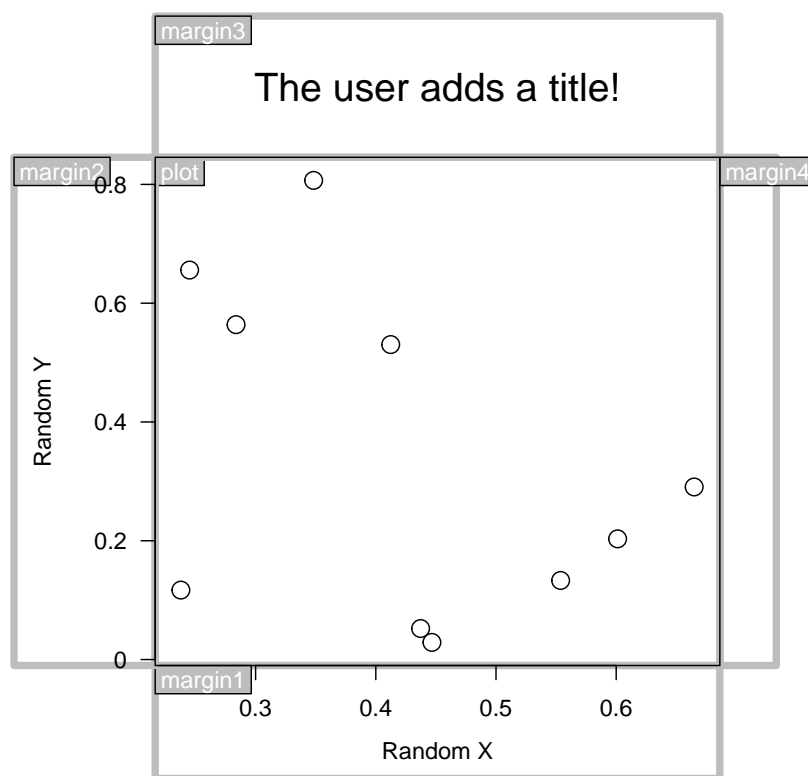 margin3
The user adds a title!
margin2
plot
margin4
0.8
0.6
0.4
0.2
0
Random Y
margin1
0.3 0.4 0.5 0.6
Random X